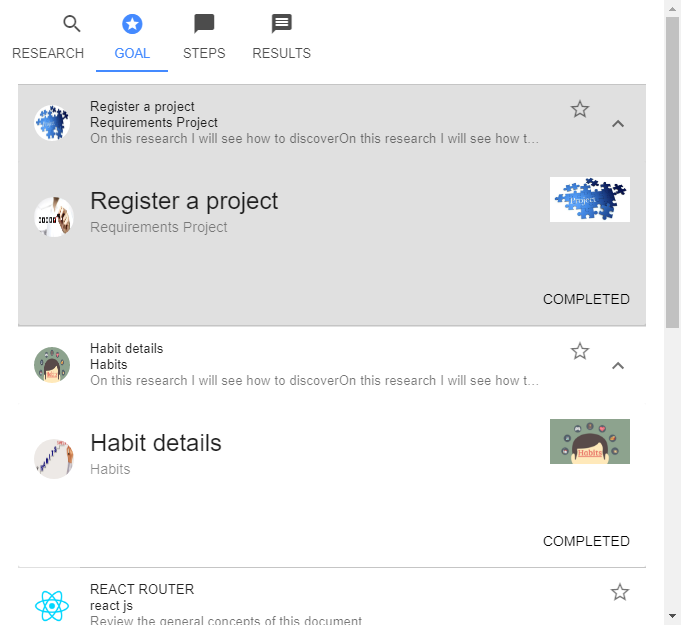 RESEARCH
GOAL
STEPS
RESULTS
Register a project
Requirements Project
On this research I will see how to discoverOn this research I will see how t...
Register a project
Requirements Project
Project
COMPLETED
Habit details
Habits
On this research I will see how to discoverOn this research I will see how t...
Habit details
Habits
Habits
COMPLETED
REACT ROUTER
react js
Review the general concepts of this document